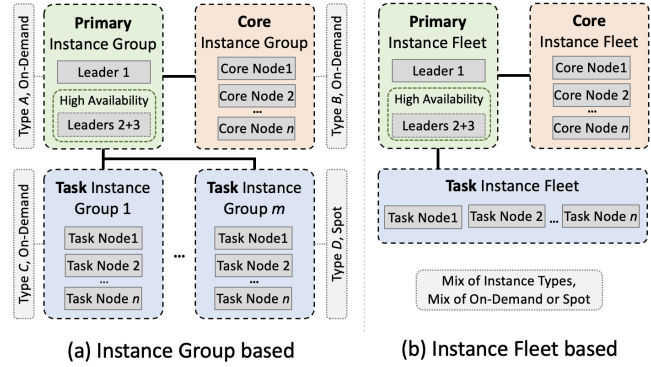 Type A, On-Demand
Primary
Instance Group
Leader 1
High Availability
Leaders 2+3
Core
Instance Group
Core Node1
Core Node 2
...
Core Node n
Type B, On-Demand
Type C, On-Demand
Task Instance
Group 1
Task Node1
Task Node 2
...
Task Node n
...
Task Instance
Group m
Task Node1
Task Node 2
...
Task Node n
Type D, Spot
(a) Instance Group based
Primary
Instance Fleet
Leader 1
High Availability
Leaders 2+3
Core
Instance Fleet
Core Node1
Core Node 2
...
Core Node n
Task Instance Fleet
Task Node1 Task Node 2 ... Task Node n
Mix of Instance Types,
Mix of On-Demand or Spot
(b) Instance Fleet based